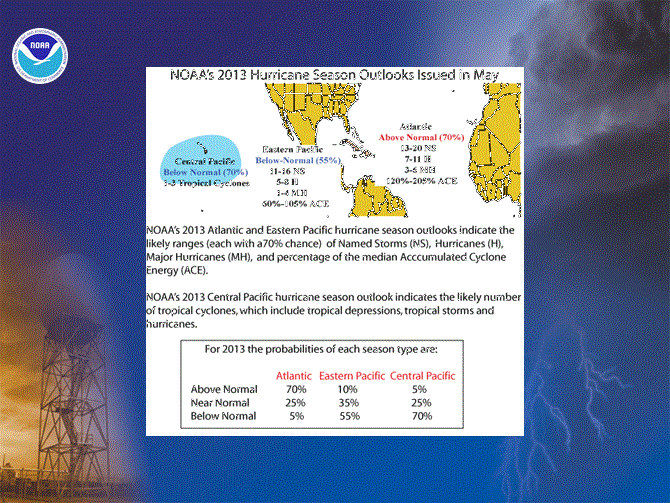 NOAA
NOAA's 2013 Hurricane Season Outlooks Issued in May
Atlantic
Above Normal (70%)
13-20 NS
7-11 H
3-6 MH
120%-205% ACE
Eastern Pacific
Below-Normal (55%)
11-16 NS
5-8 H
1-4 MH
60%-105% ACE
Central Pacific
Below Normal (70%)
1-3 Tropical Cyclones
NOAA's 2013 Atlantic and Eastern Pacific hurricane season outlooks indicate the
likely ranges (each with a70% chance) of Named Storms (NS), Hurricanes (H),
Major Hurricanes (MH), and percentage of the median Acccumulated Cyclone
Energy (ACE).
NOAA's 2013 Central Pacific hurricane season outlook indicates the likely number
of tropical cyclones, which include tropical depressions, tropical storms and
hurricanes.
For 2013 the probabilities of each season type are:
Atlantic Eastern Pacific Central Pacific
Above Normal 70% 10% 5%
Near Normal 25% 35% 25%
Below Normal 5% 55% 70%